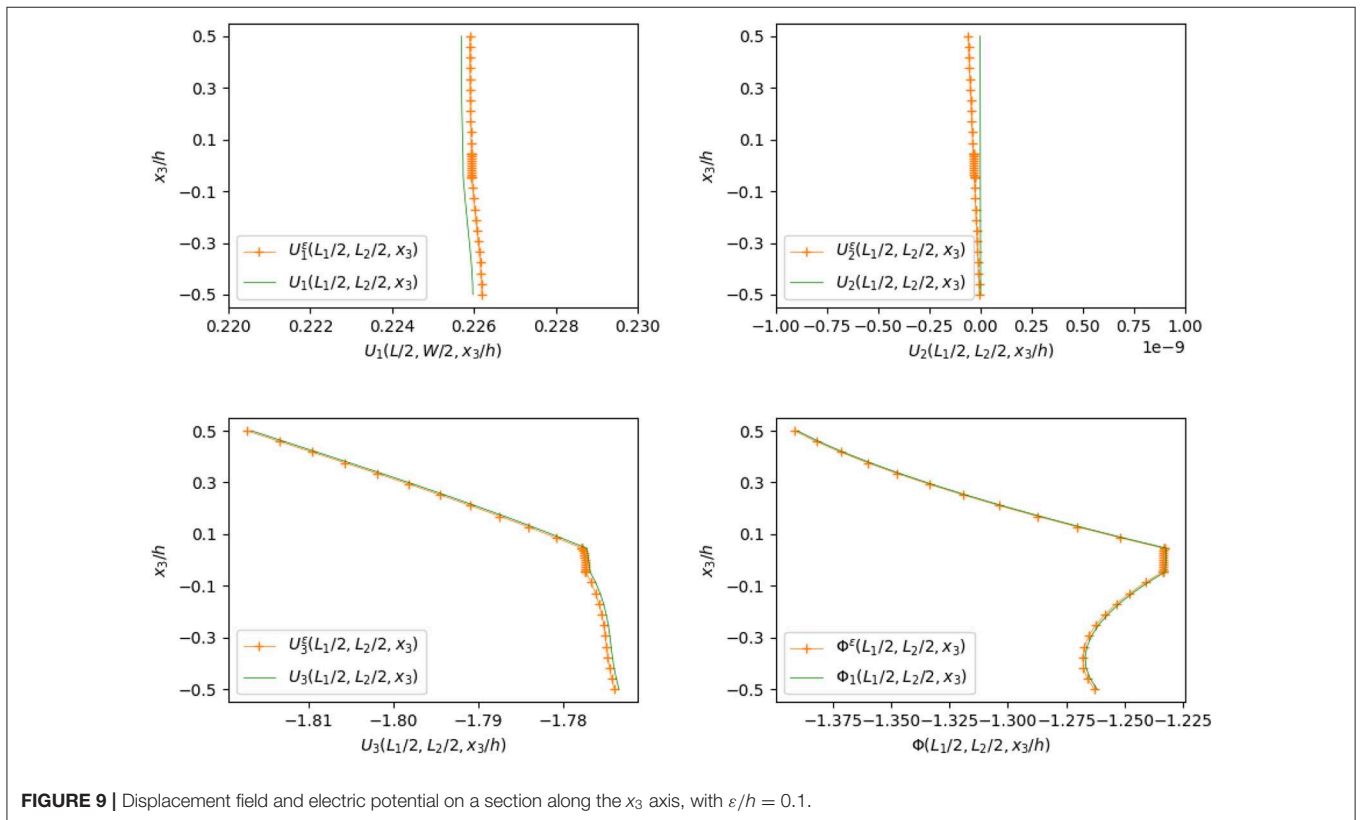 0.5
0.3
0.1
−0.1
−0.3
−0.5
x₃/h
U₁^ε(L₁/2, L₂/2, x₃)
U₁(L₁/2, L₂/2, x₃)
0.220 0.222 0.224 0.226 0.228 0.230
U₁(L/2, W/2, x₃/h)
0.5
0.3
0.1
−0.1
−0.3
−0.5
x₃/h
U₂^ε(L₁/2, L₂/2, x₃)
U₂(L₁/2, L₂/2, x₃)
−1.00 −0.75 −0.50 −0.25 0.00 0.25 0.50 0.75 1.00
U₂(L₁/2, L₂/2, x₃/h)
1e−9
0.5
0.3
0.1
−0.1
−0.3
−0.5
x₃/h
U₃^ε(L₁/2, L₂/2, x₃)
U₃(L₁/2, L₂/2, x₃)
−1.81 −1.80 −1.79 −1.78
U₃(L₁/2, L₂/2, x₃/h)
0.5
0.3
0.1
−0.1
−0.3
−0.5
x₃/h
Φ^ε(L₁/2, L₂/2, x₃)
Φ₁(L₁/2, L₂/2, x₃)
−1.375 −1.350 −1.325 −1.300 −1.275 −1.250 −1.225
Φ(L₁/2, L₂/2, x₃/h)
FIGURE 9 | Displacement field and electric potential on a section along the x₃ axis, with ε/h = 0.1.